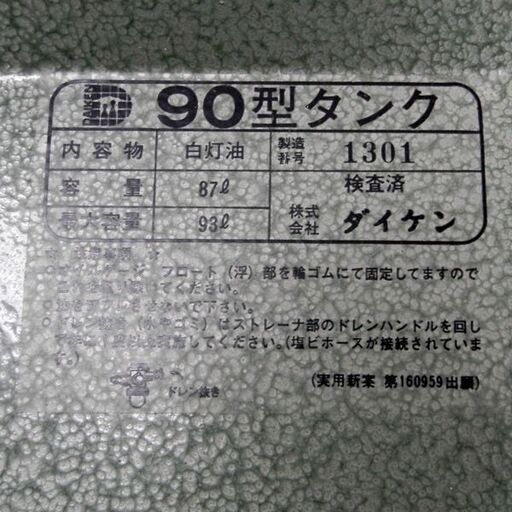 DAIKEN
90型タンク
内容物 白灯油 製造番号 1301
容量 87ℓ 検査済
最大容量 93ℓ 株式会社 ダイケン
フロート(浮)部を輪ゴムにて固定してますので
てください。
いで下さい。
はストレーナ部のドレンハンドルを回し
してください。(塩ビホースが接続されていま
す。)
ドレン抜き
(実用新案 第160959出願)